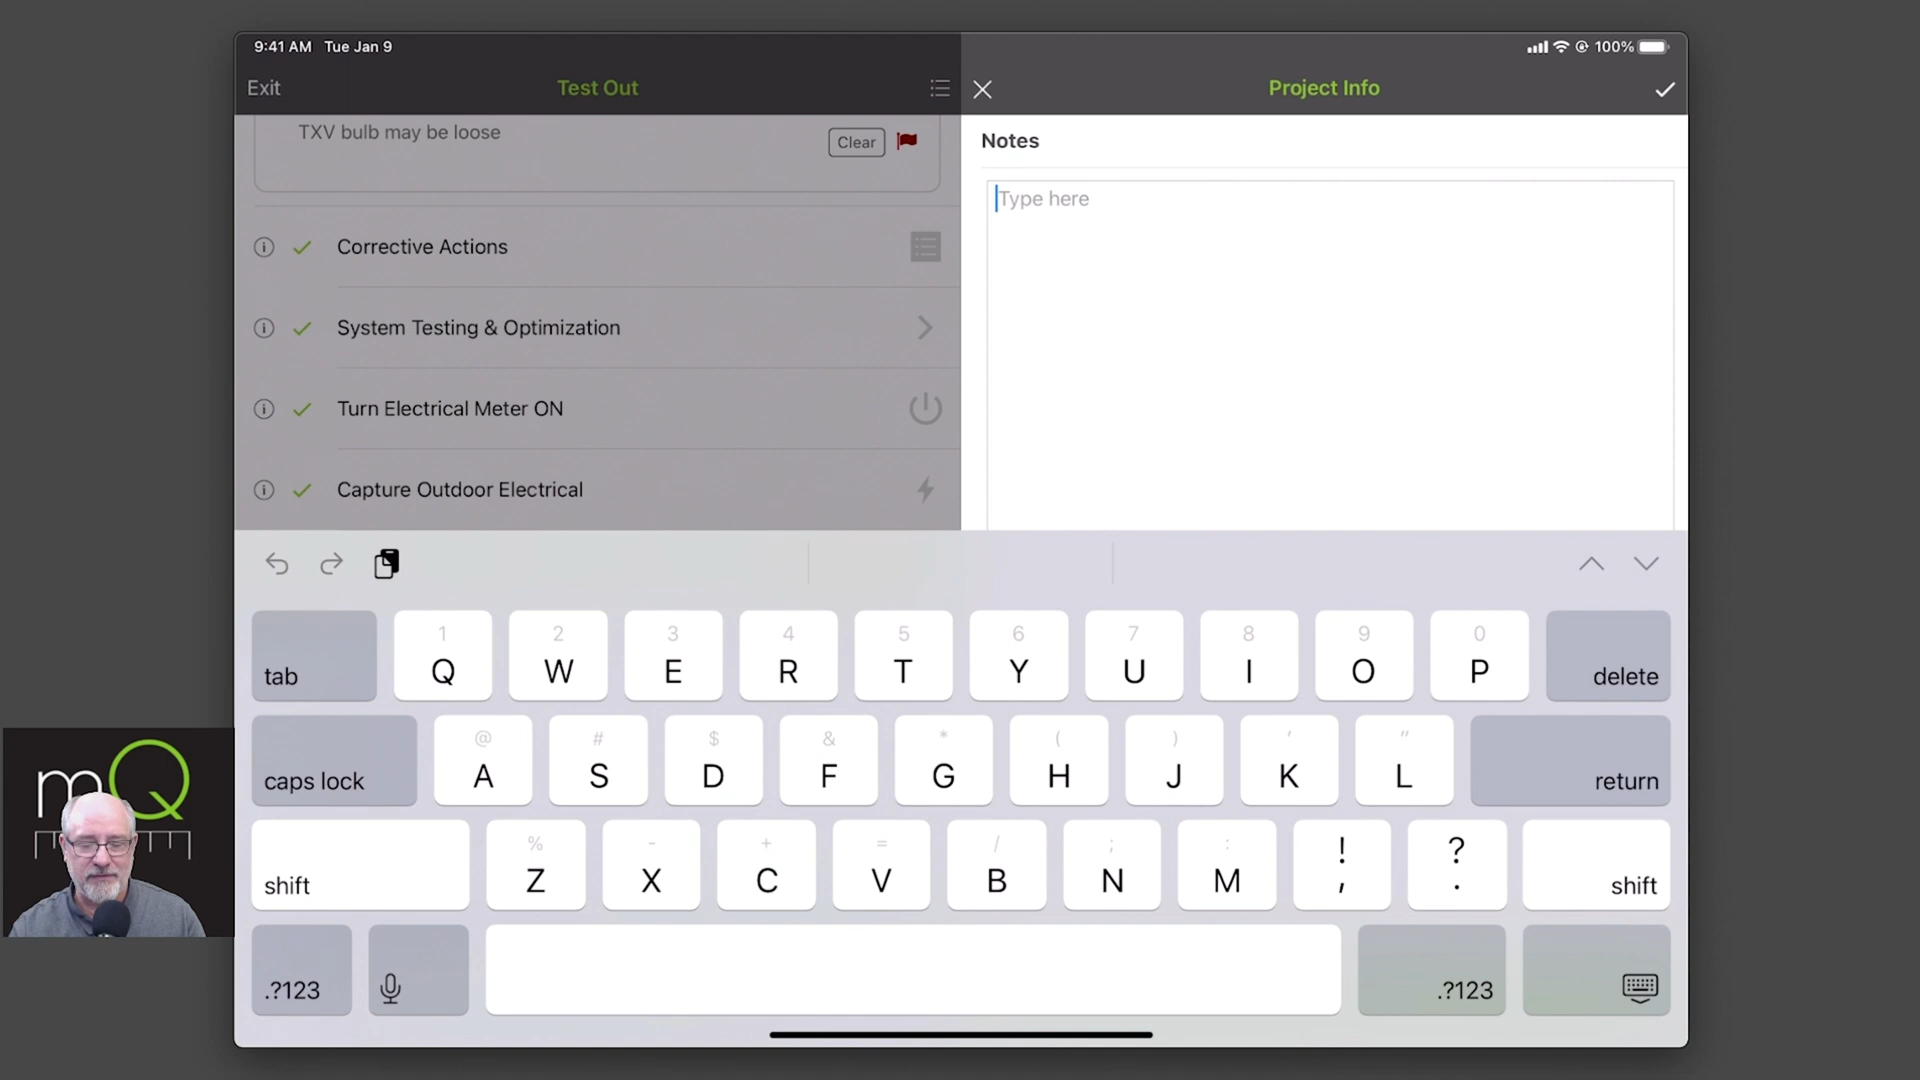 9:41 AM Tue Jan 9
100%
Exit
Test Out
Project Info
TXV bulb may be loose
Clear
Notes
Type here
Corrective Actions
System Testing & Optimization
Turn Electrical Meter ON
Capture Outdoor Electrical
1 2 3 4 5 6 7 8 9 0
tab Q W E R T Y U I O P delete
@ # $ & * ( ) ' "
caps lock A S D F G H J K L return
% - + = / ; : ! ?
shift Z X C V B N M , . shift
.?123 .?123
mQ